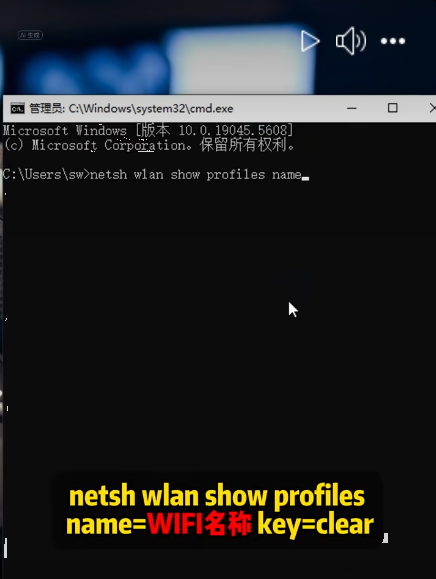 AI生成
管理员: C:\Windows\system32\cmd.exe
Microsoft Windows [版本 10.0.19045.5608]
(c) Microsoft Corporation。保留所有权利。
C:\Users\sw>netsh wlan show profiles name
netsh wlan show profiles
name=WIFI名称 key=clear